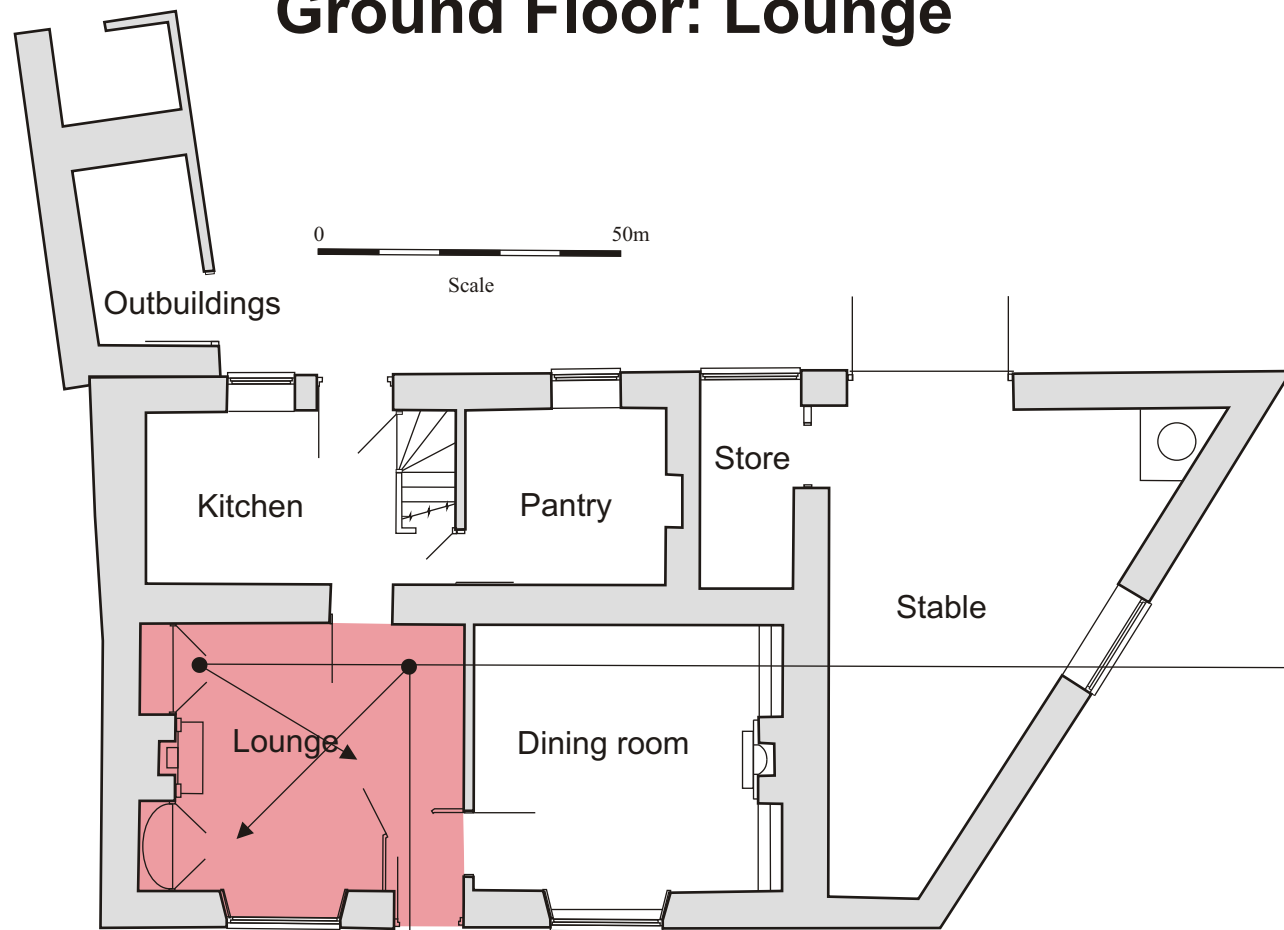 Ground Floor: Lounge
0 50m
Scale
Outbuildings
Store
Kitchen
Pantry
Stable
Lounge
Dining room